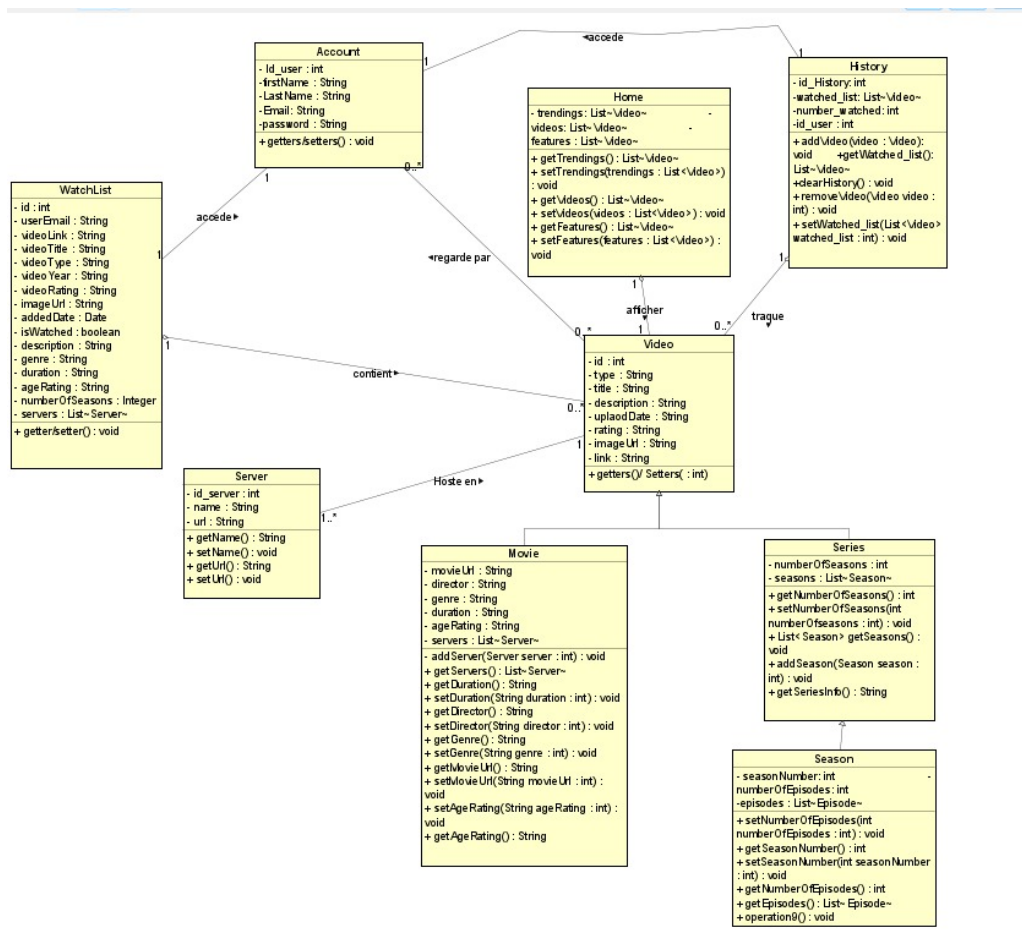 accede
Account
- Id_user : int
-firstName : String
-LastName : String
-Email: String
-password : String
+getters/setters() : void
1
1
0..*
1
History
- id_History: int
-watched_list: List~Video~
-number_watched: int
-id_user : int
+addVideo(video : Video):
void +getWatched_list():
List~Video~
+clearHistory() : void
+removeVideo(Video video :
int) : void
+setWatched_list(List<Video>
watched_list : int) : void
1
Home
- trendings: List~Video~ -
videos: List~Video~ -
features : List~Video~
+ getTrendings() : List~Video~
+ setTrendings(trendings : List<Video>)
: void
+ getVideos() : List~Video~
+ setVideos(videos : List<Video>) : void
+ getFeatures() : List~Video~
+ setFeatures(features : List<Video>) :
void
1
WatchList
- id : int
- userEmail : String
- videoLink : String
- videoTitle : String
- videoType : String
- videoYear : String
- videoRating : String
- imageUrl : String
- addedDate : Date
- isWatched : boolean
- description : String
- genre : String
- duration : String
- ageRating : String
- numberOfSeasons : Integer
- servers : List~Server~
+ getter/setter() : void
1
1
accede
regarde par
afficher
traque
contient
Hoste en
0..*
1
0..*
0..*
1
Video
- id : int
- type : String
- title : String
- description : String
- uplaodDate : String
- rating : String
- imageUrl : String
- link : String
+getters()/ Setters( : int)
Server
- id_server : int
- name : String
- url : String
+ getName() : String
+ setName() : void
+ getUrl() : String
+ setUrl() : void
1..*
Movie
- movieUrl : String
- director : String
- genre : String
- duration : String
- ageRating : String
- servers : List~Server~
- addServer(Server server : int) : void
+ getServers() : List~Server~
+ getDuration() : String
+ setDuration(String duration : int) : void
+ getDirector() : String
+ setDirector(String director : int) : void
+ getGenre() : String
+ setGenre(String genre : int) : void
+ getMovieUrl() : String
+ setMovieUrl(String movieUrl : int) :
void
+ setAgeRating(String ageRating : int) :
void
+ getAgeRating() : String
Series
- numberOfSeasons : int
- seasons : List~Season~
+ getNumberOfSeasons() : int
+ setNumberOfSeasons(int
numberOfseasons : int) : void
+ List< Season> getSeasons() :
void
+ addSeason(Season season :
int) : void
+ getSeriesInfo() : String
Season
- seasonNumber: int -
numberOfEpisodes: int
-episodes : List~Episode~
+ setNumberOfEpisodes(int
numberOfEpisodes : int) : void
+ getSeasonNumber() : int
+ setSeasonNumber(int seasonNumber
: int) : void
+ getNumberOfEpisodes() : int
+ getEpisodes() : List~ Episode~
+ operation9() : void